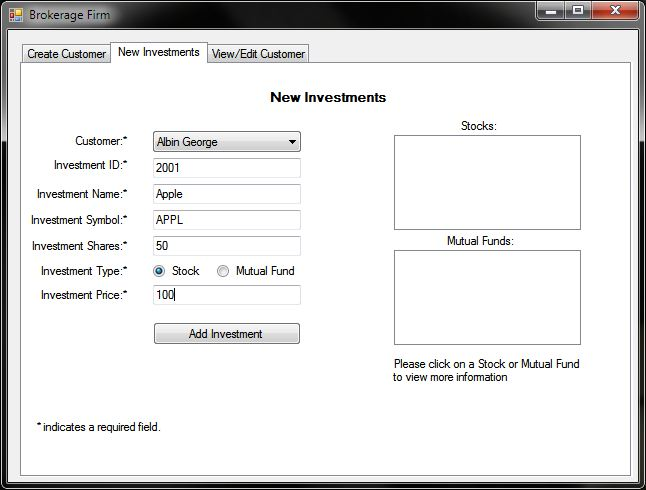 Brokerage Firm
Create Customer New Investments View/Edit Customer
New Investments
Customer:* Albin George
Investment ID:* 2001
Investment Name:* Apple
Investment Symbol:* APPL
Investment Shares:* 50
Investment Type:* Stock Mutual Fund
Investment Price:* 100
Add Investment
Stocks:
Mutual Funds:
Please click on a Stock or Mutual Fund
to view more information
* indicates a required field.